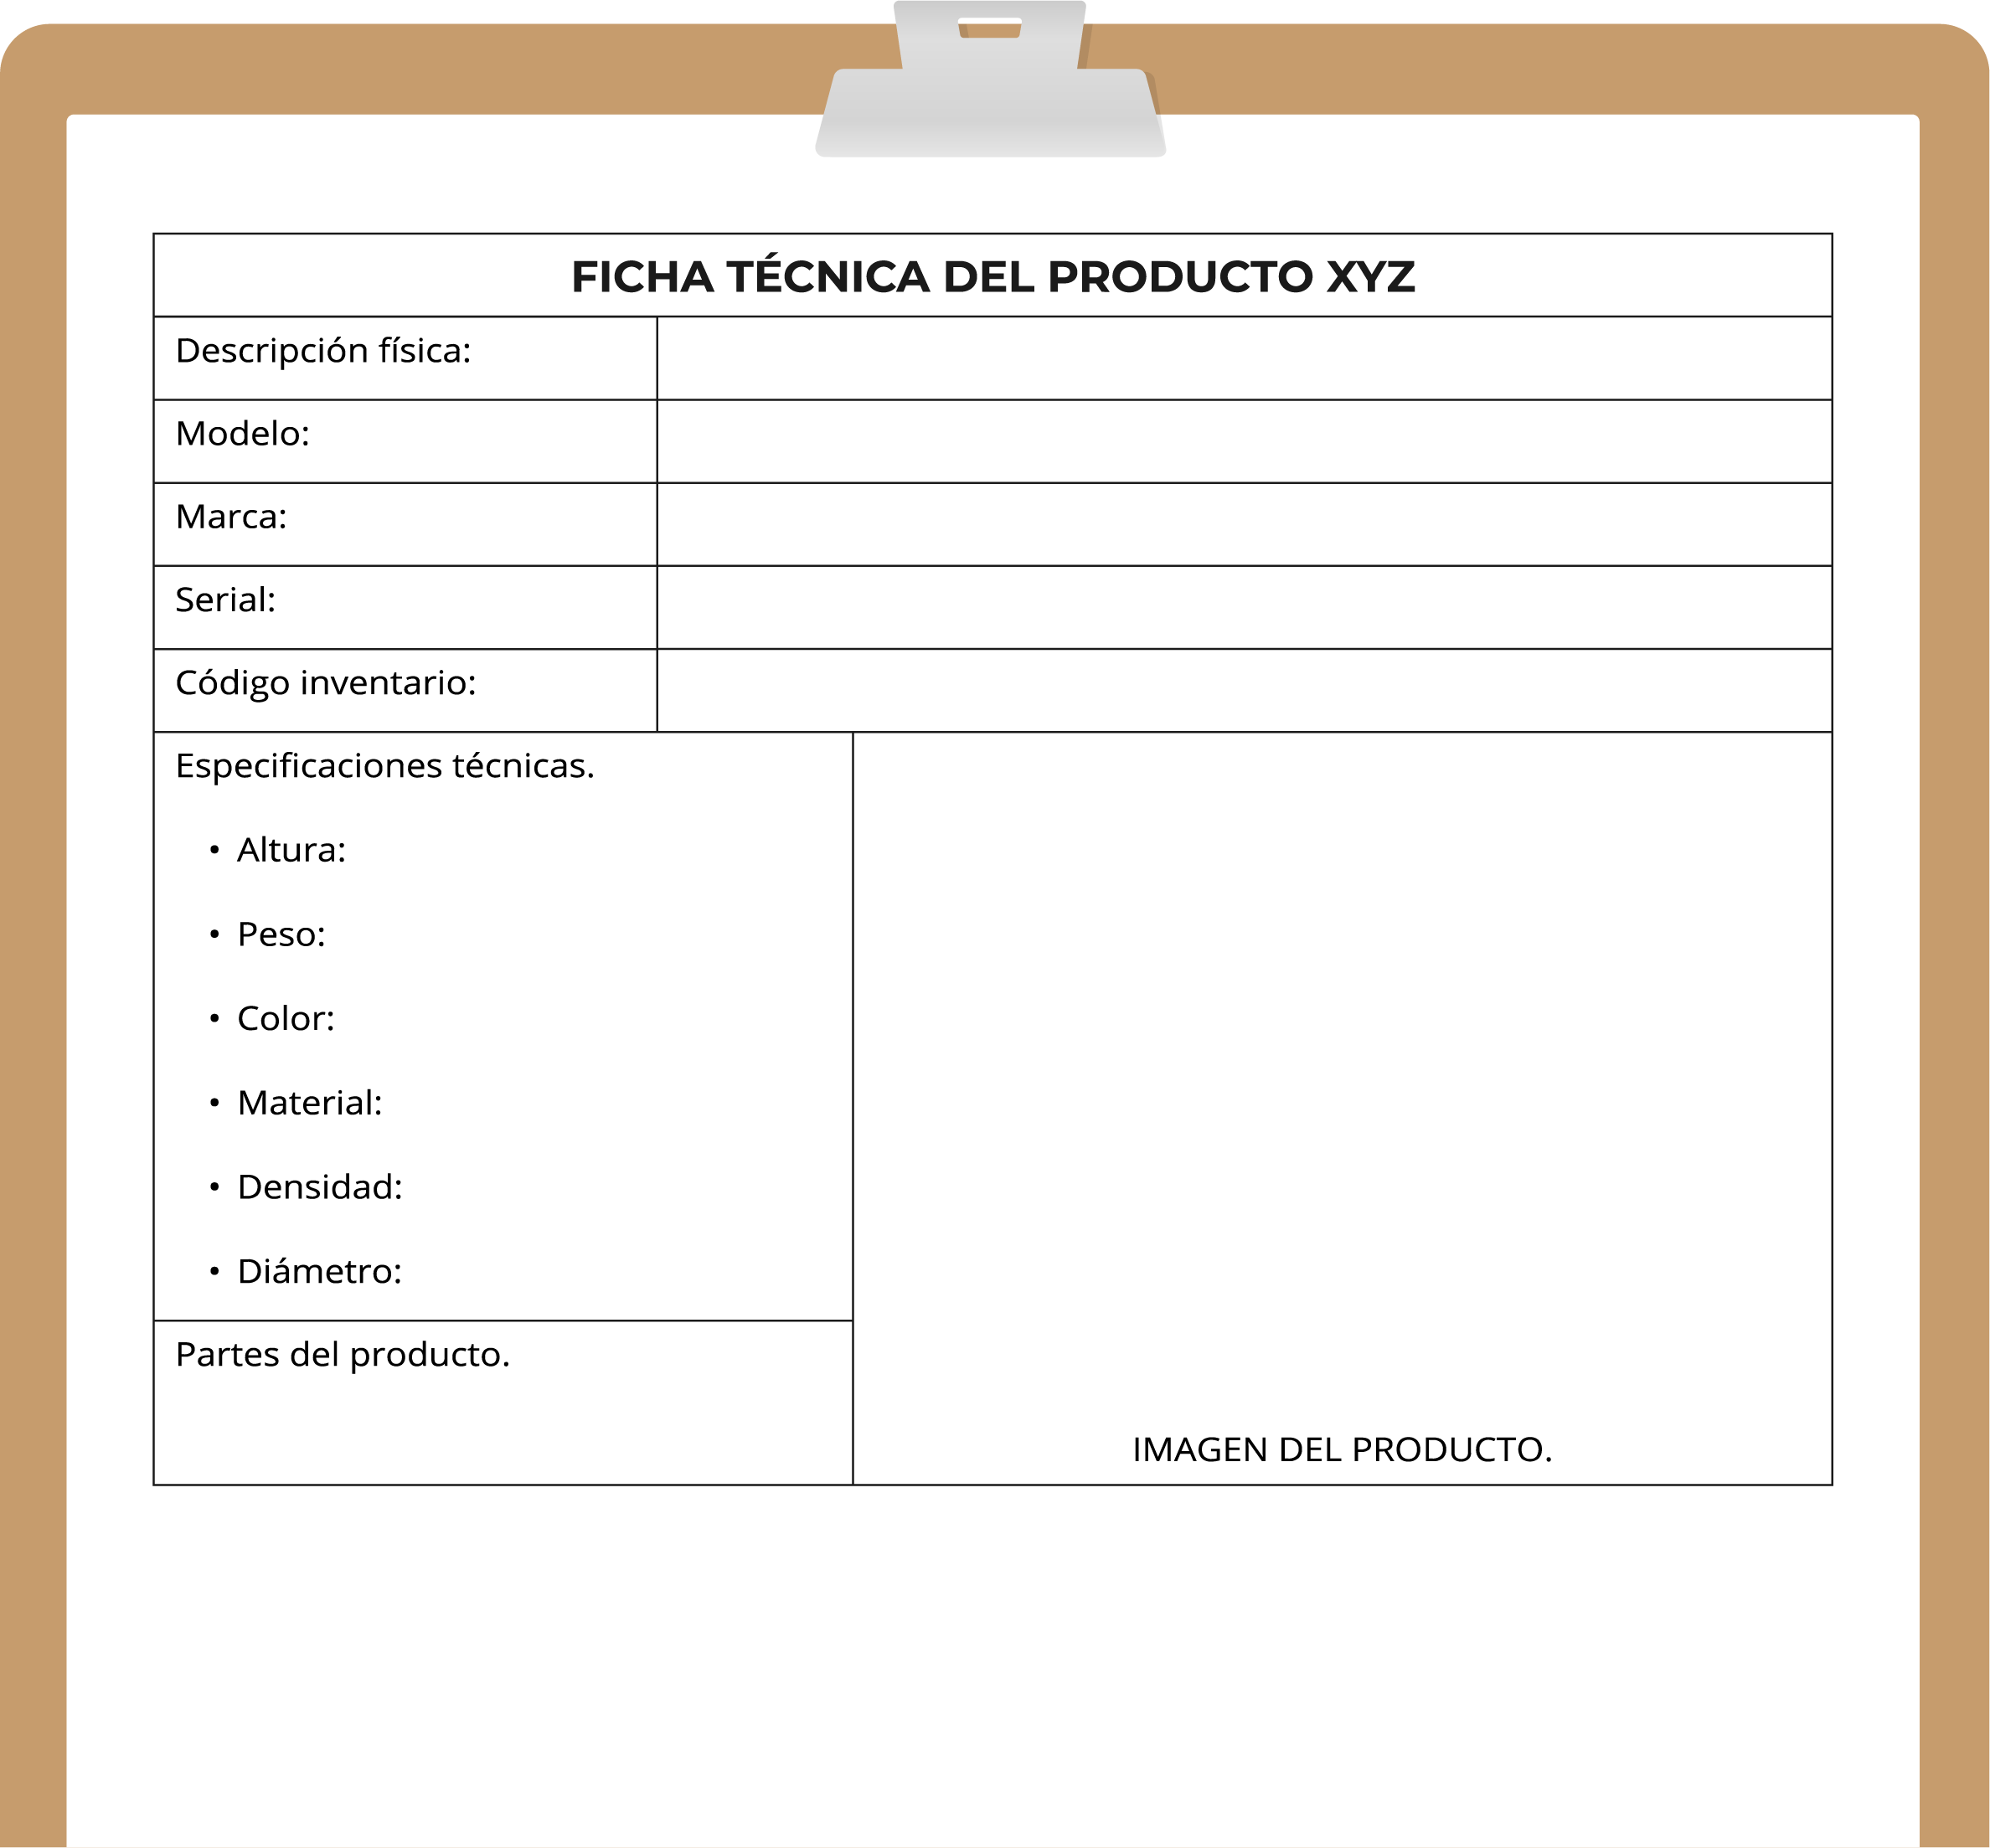 FICHA TÉCNICA DEL PRODUCTO XYZ
Descripción física:
Modelo:
Marca:
Serial:
Código inventario:
Especificaciones técnicas.
• Altura:
• Peso:
• Color:
• Material:
• Densidad:
• Diámetro:
Partes del producto.
IMAGEN DEL PRODUCTO.